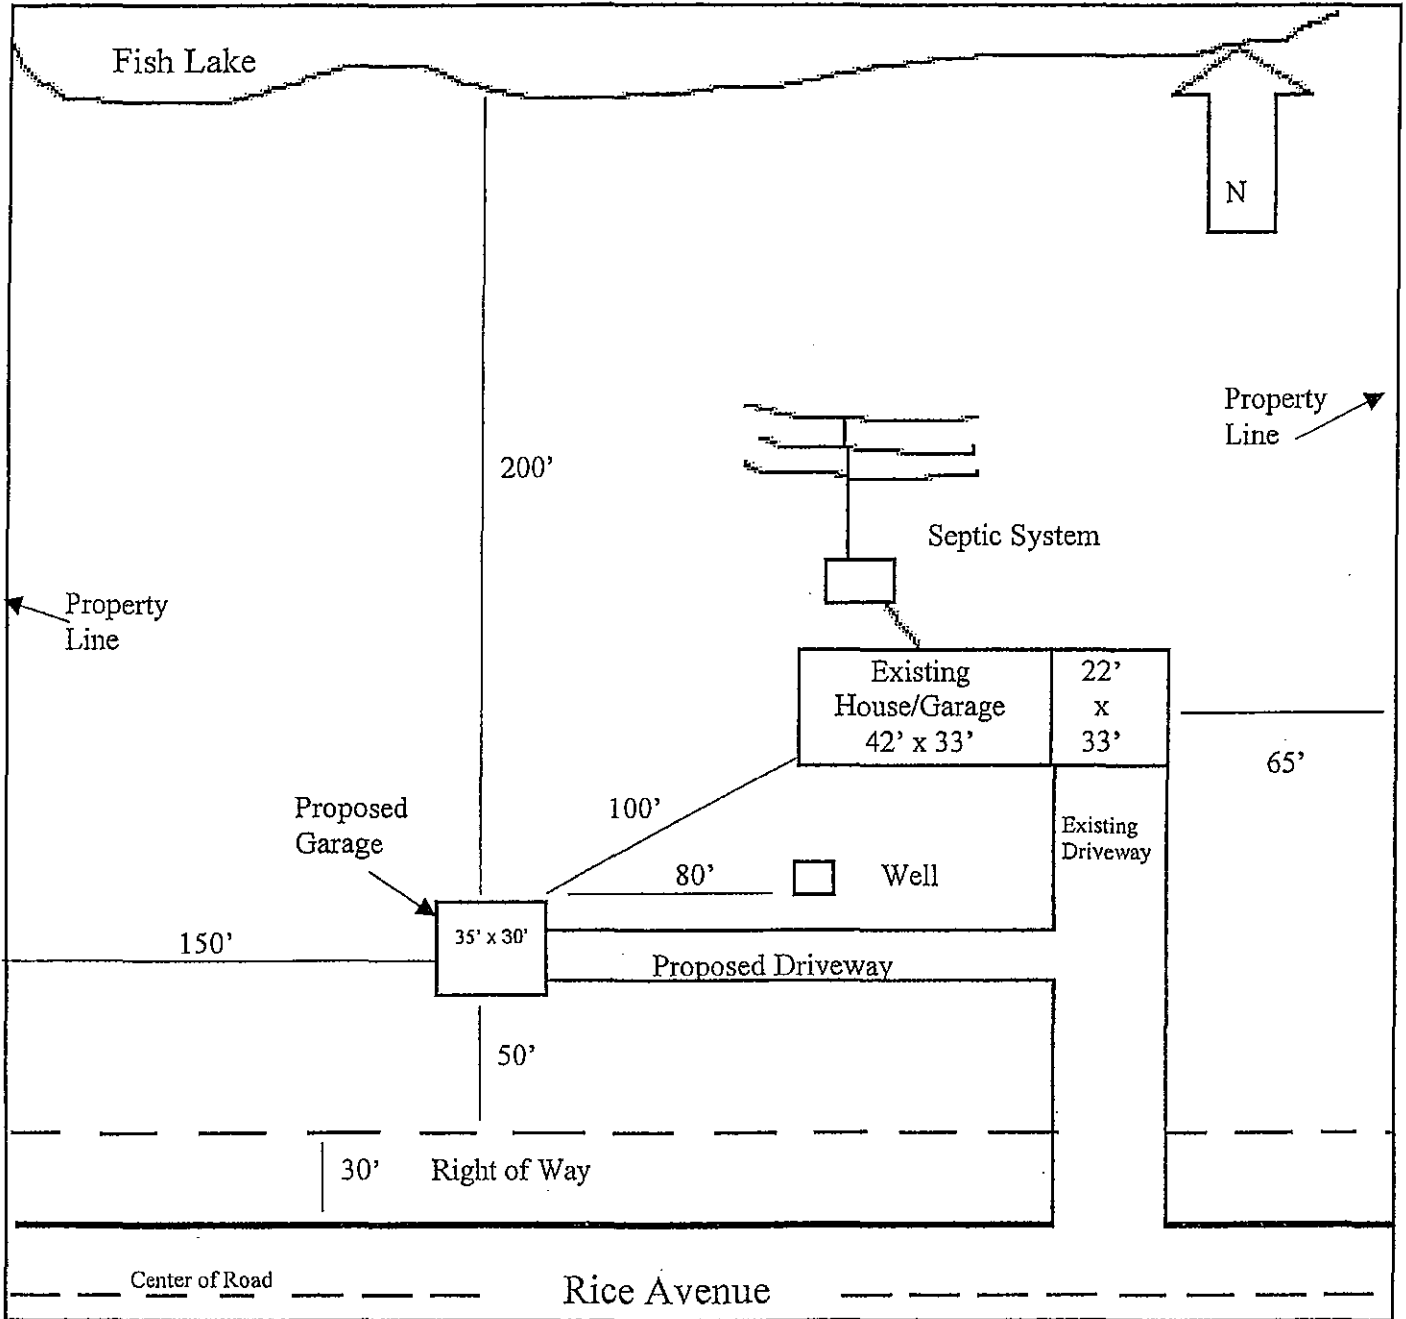 Fish Lake
N
Property
Line
200'
Septic System
Property
Line
Existing
House/Garage
42' x 33'
22'
x
33'
65'
Proposed
Garage
100'
Existing
Driveway
80'
Well
150'
35' x 30'
Proposed Driveway
50'
30'
Right of Way
Center of Road
Rice Avenue